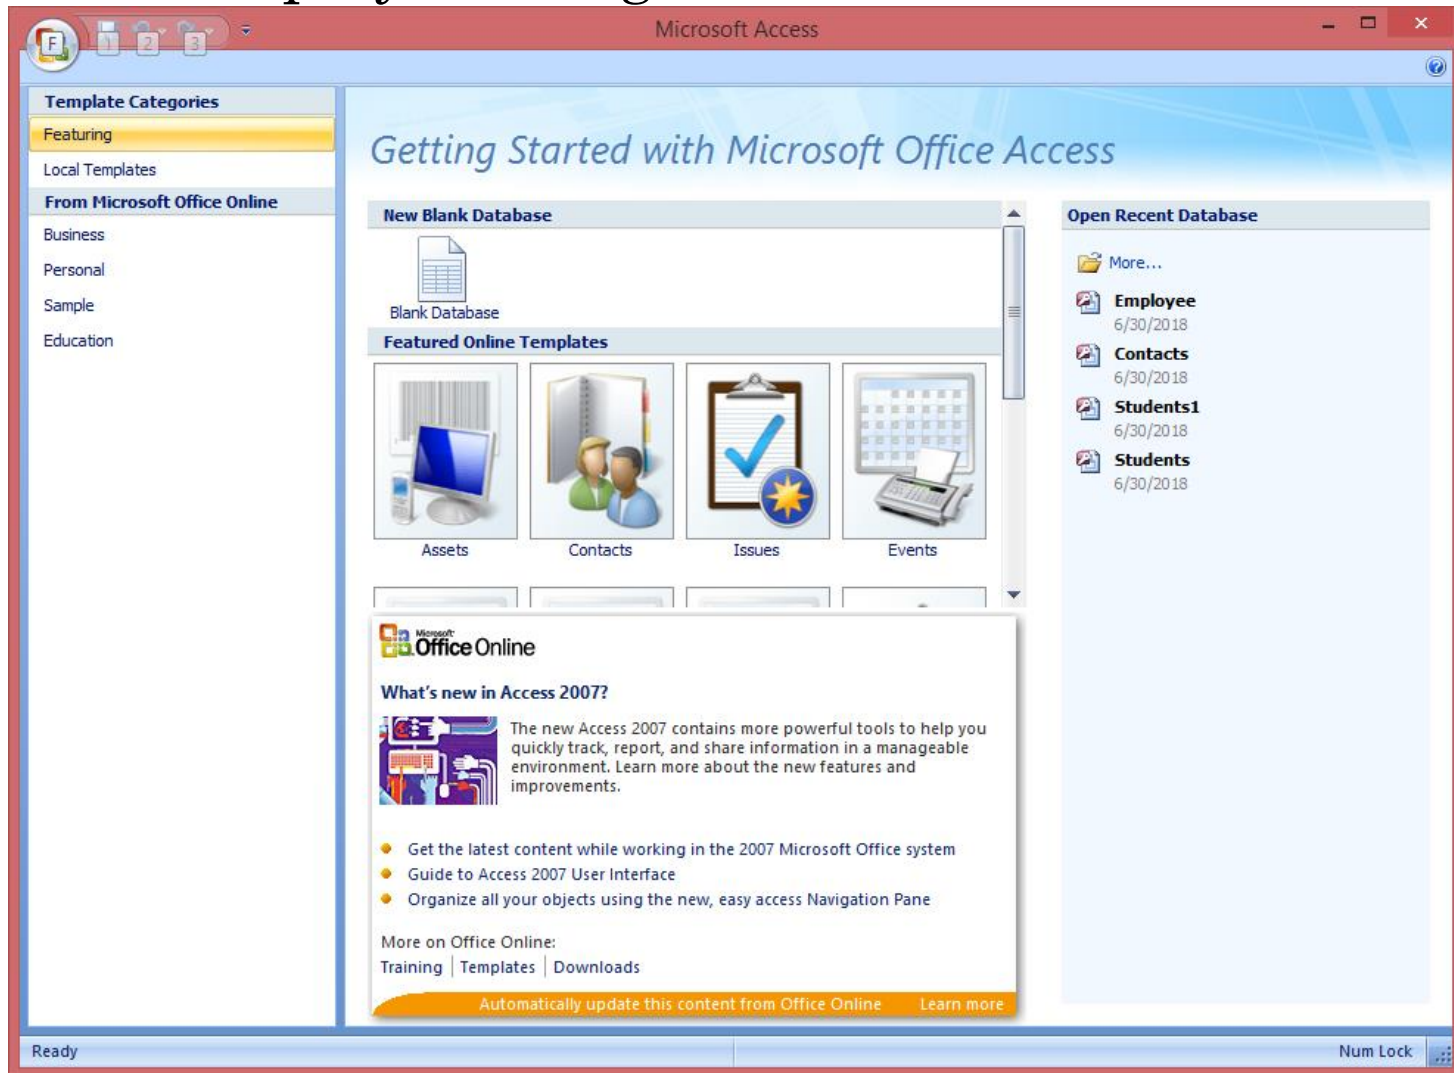 Microsoft Access
F
1
2
3
Template Categories
Featuring
Local Templates
From Microsoft Office Online
Business
Personal
Sample
Education
Getting Started with Microsoft Office Access
New Blank Database
Blank Database
Featured Online Templates
Assets
Contacts
Issues
Events
Microsoft
Office Online
What's new in Access 2007?
The new Access 2007 contains more powerful tools to help you
quickly track, report, and share information in a manageable
environment. Learn more about the new features and
improvements.
Get the latest content while working in the 2007 Microsoft Office system
Guide to Access 2007 User Interface
Organize all your objects using the new, easy access Navigation Pane
More on Office Online:
Training | Templates | Downloads
Automatically update this content from Office Online Learn more
Open Recent Database
More...
Employee
6/30/2018
Contacts
6/30/2018
Students1
6/30/2018
Students
6/30/2018
Ready
Num Lock